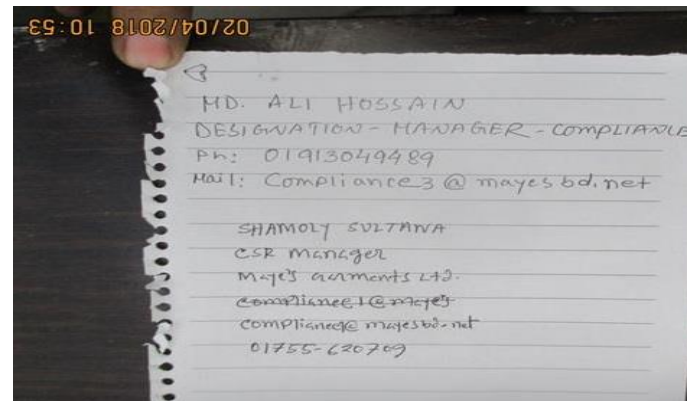 02/04/2018 10:53
MD. ALI HOSSAIN
DESIGNATION - MANAGER - COMPLIANCE
Ph: 01913049489
Mail: Compliance3@mayesbd.net
SHAMOLY SULTANA
CSR Manager
Maye's Garments Ltd.
compliance1@mayes
@mayesbd.net
01755-620709